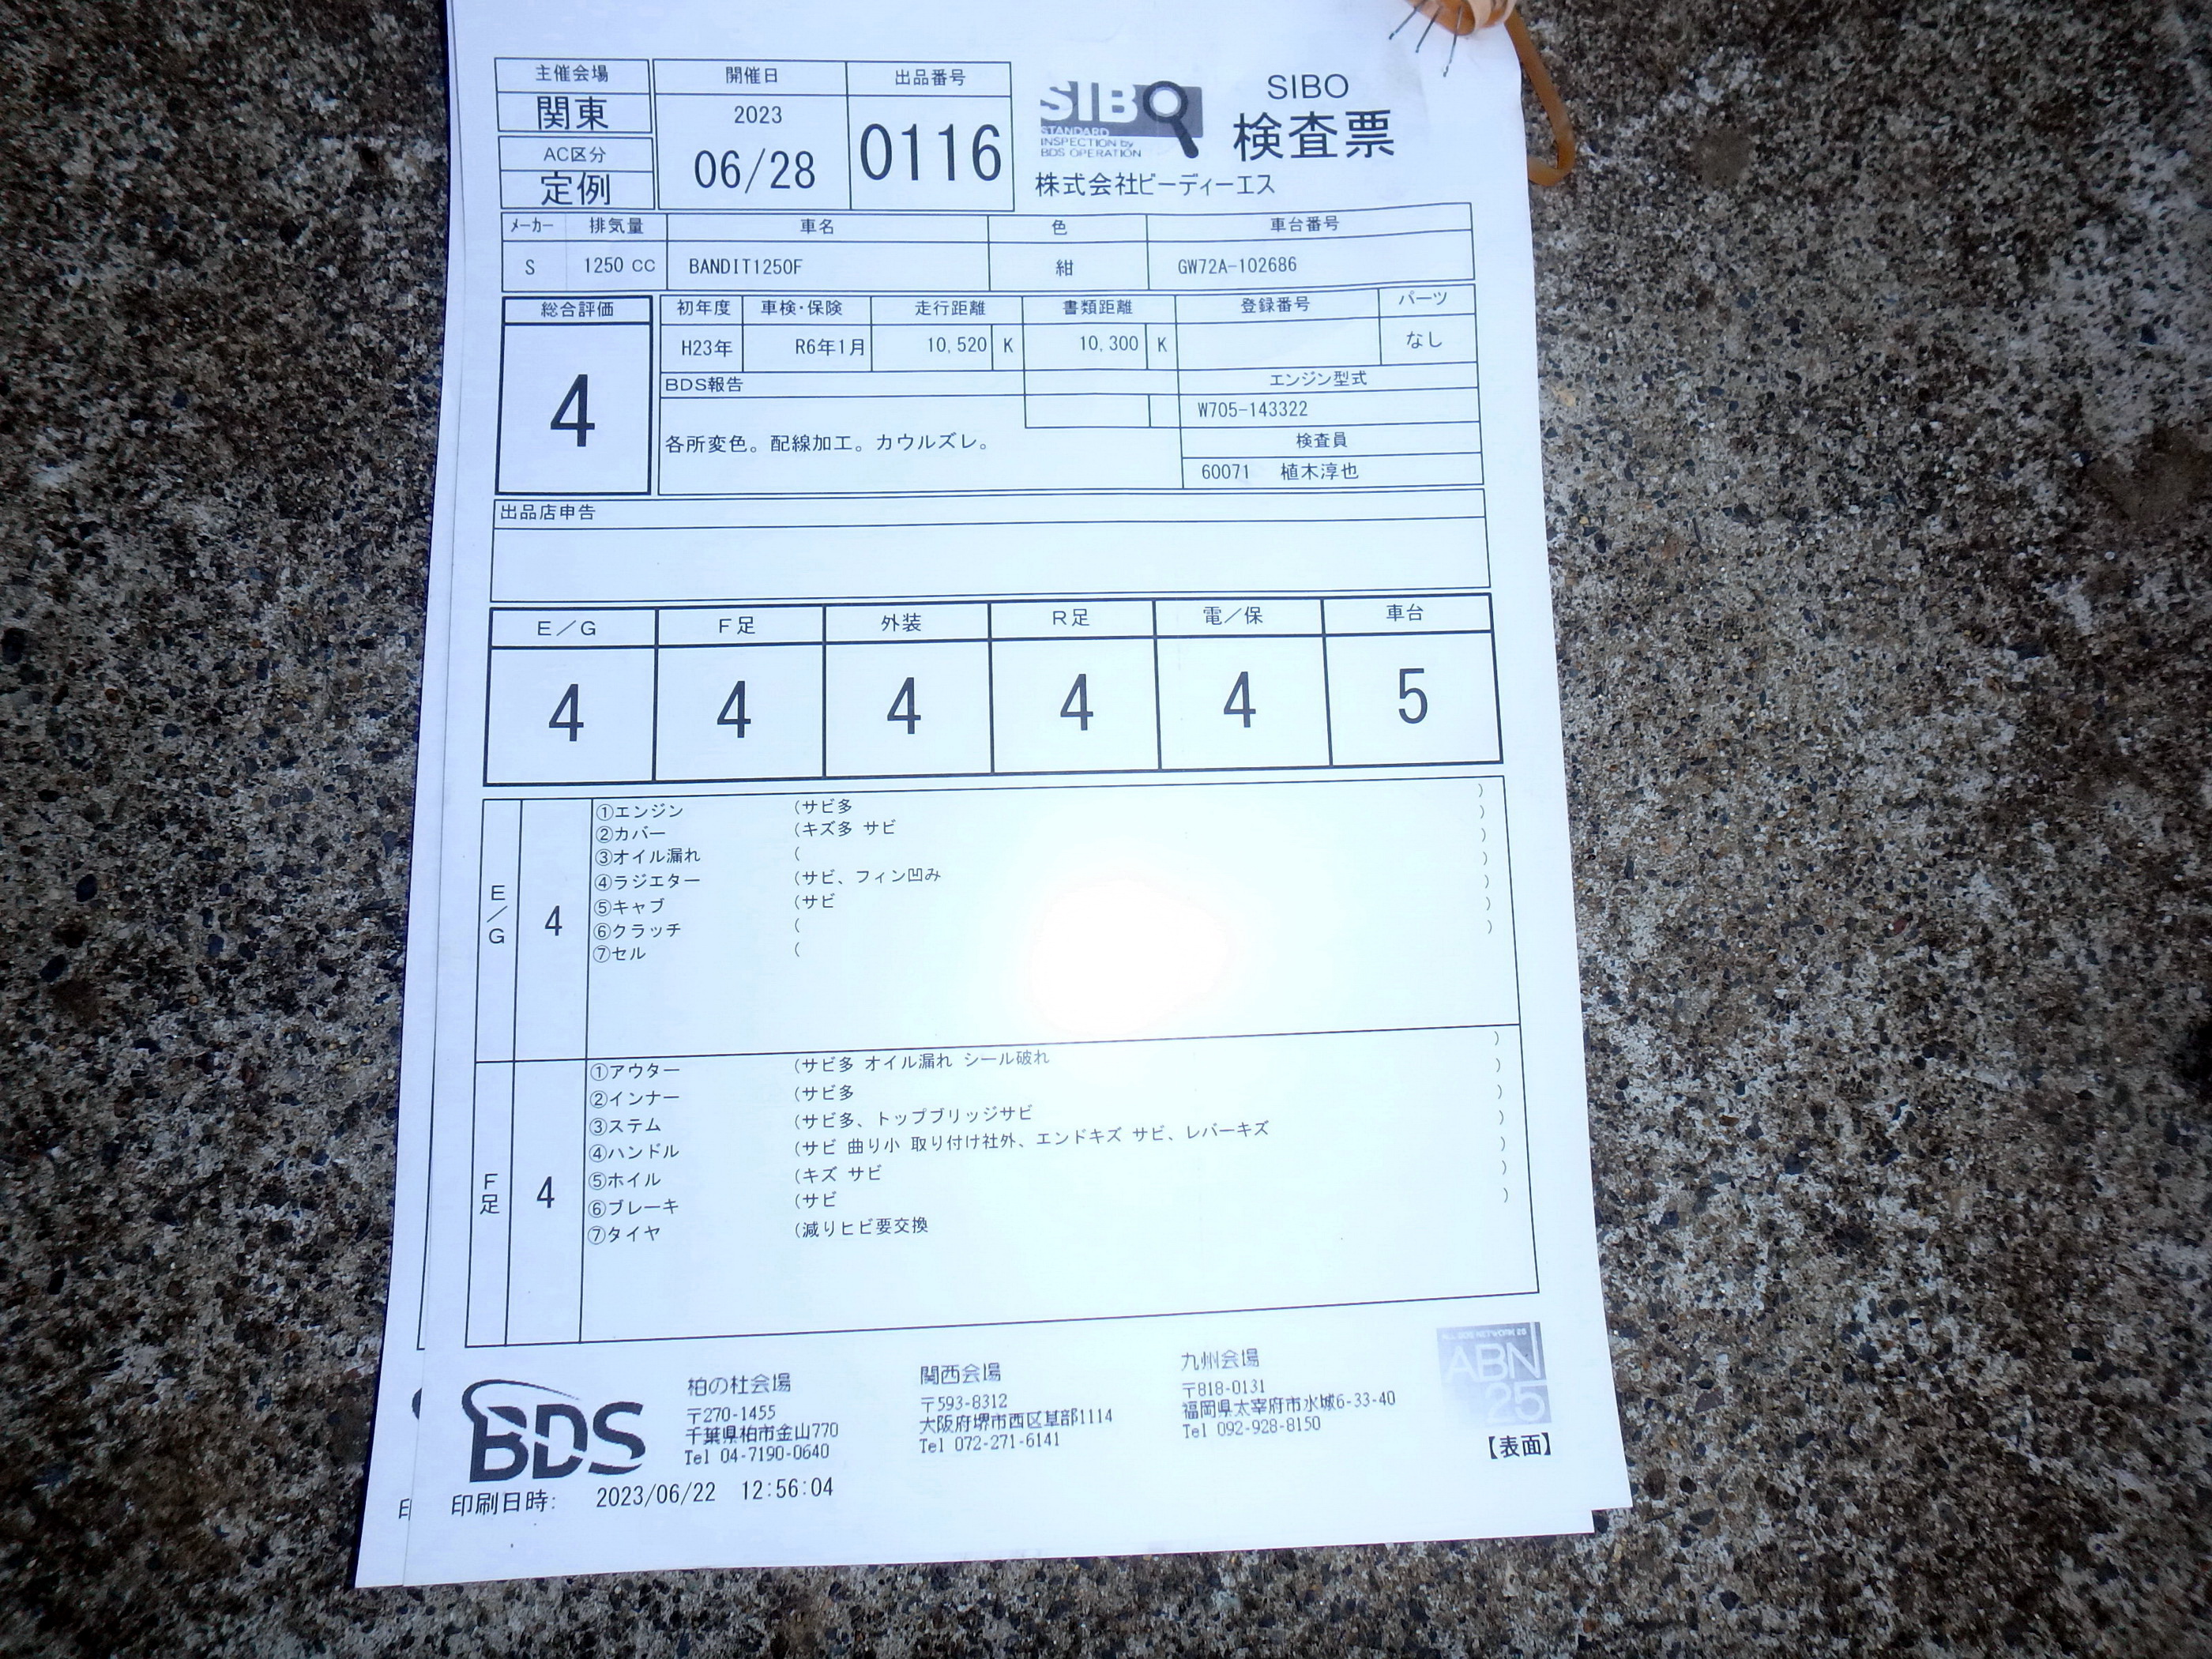 主催会場
関東
AC区分
定例
開催日
2023
06/28
出品番号
0116
SIBO
STANDARD
INSPECTION by
BDS OPERATION
SIBO
検査票
株式会社ビーディーエス
メーカー 排気量 車名 色 車台番号
S 1250 CC BANDIT1250F 紺 GW72A-102686
総合評価
4
初年度 車検・保険 走行距離 書類距離 登録番号 パーツ
H23年 R6年1月 10,520 K 10,300 K なし
BDS報告
各所変色。配線加工。カウルズレ。
エンジン型式
W705-143322
検査員
60071 植木淳也
出品店申告
E/G F足 外装 R足 電/保 車台
4 4 4 4 4 5
E/G
4
①エンジン (サビ多 )
②カバー (キズ多 サビ )
③オイル漏れ ( )
④ラジエター (サビ、フィン凹み )
⑤キャブ (サビ )
⑥クラッチ ( )
⑦セル ( )
F足
4
①アウター (サビ多 オイル漏れ シール破れ )
②インナー (サビ多 )
③ステム (サビ多、トップブリッジサビ )
④ハンドル (サビ 曲り小 取り付け社外、エンドキズ サビ、レバーキズ )
⑤ホイル (キズ サビ )
⑥ブレーキ (サビ )
⑦タイヤ (減りヒビ要交換 )
BDS
柏の杜会場
〒270-1455
千葉県柏市金山770
Tel 04-7190-0640
関西会場
〒593-8312
大阪府堺市西区草部1114
Tel 072-271-6141
九州会場
〒818-0131
福岡県太宰府市水城6-33-40
Tel 092-928-8150
ALL BDS NETWORK 25
ABN
25
【表面】
印刷日時: 2023/06/22 12:56:04